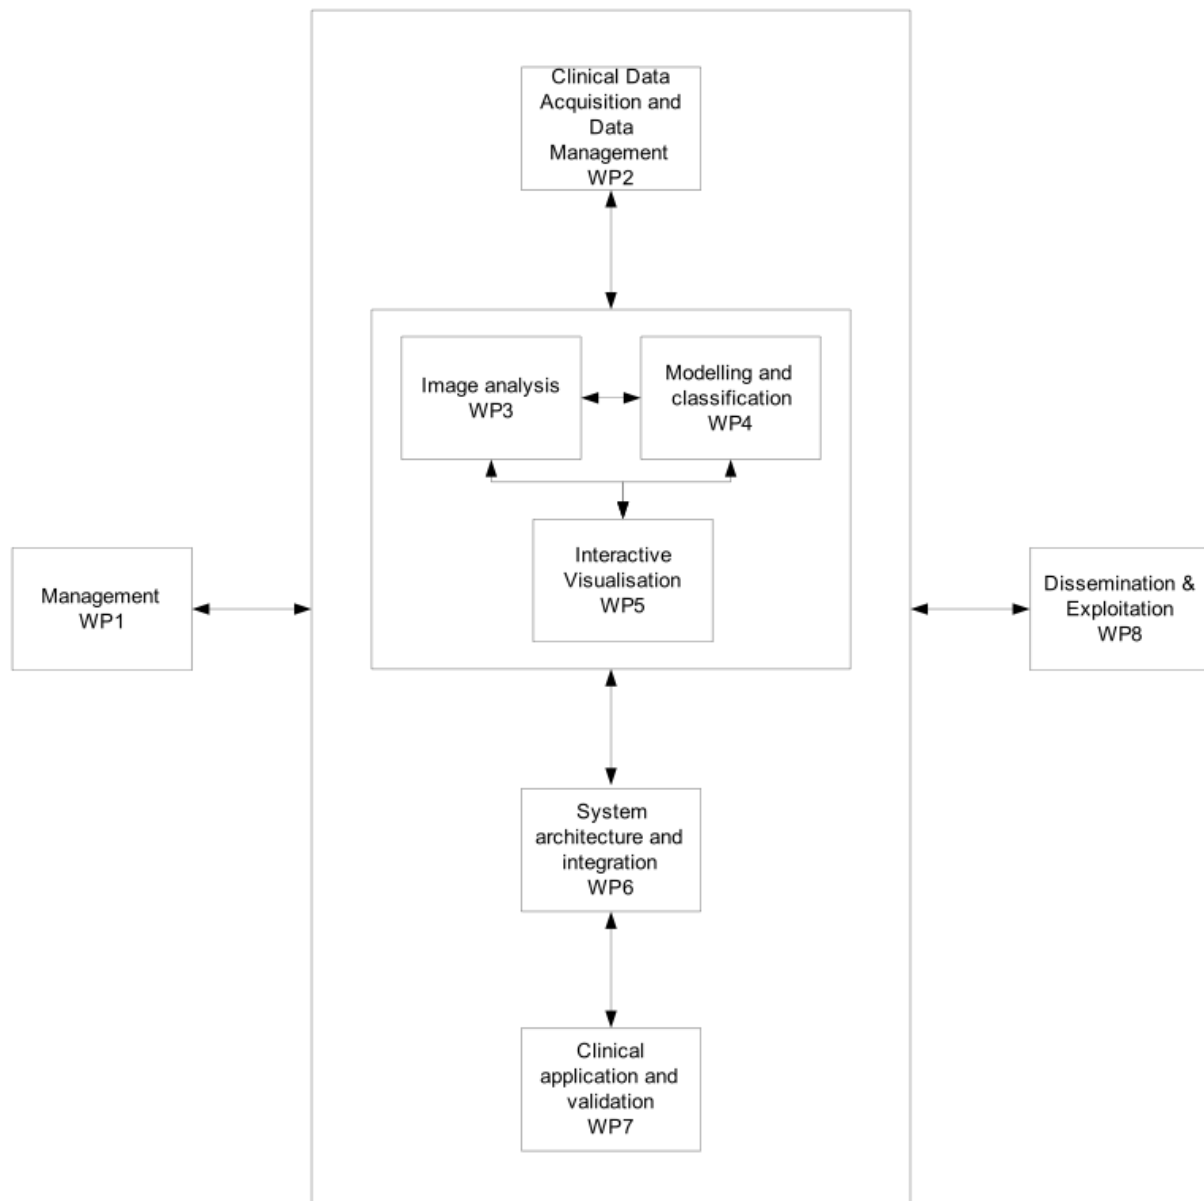 Clinical Data
Acquisition and
Data
Management
WP2
Image analysis
WP3
Modelling and
classification
WP4
Interactive
Visualisation
WP5
Management
WP1
Dissemination &
Exploitation
WP8
System
architecture and
integration
WP6
Clinical
application and
validation
WP7